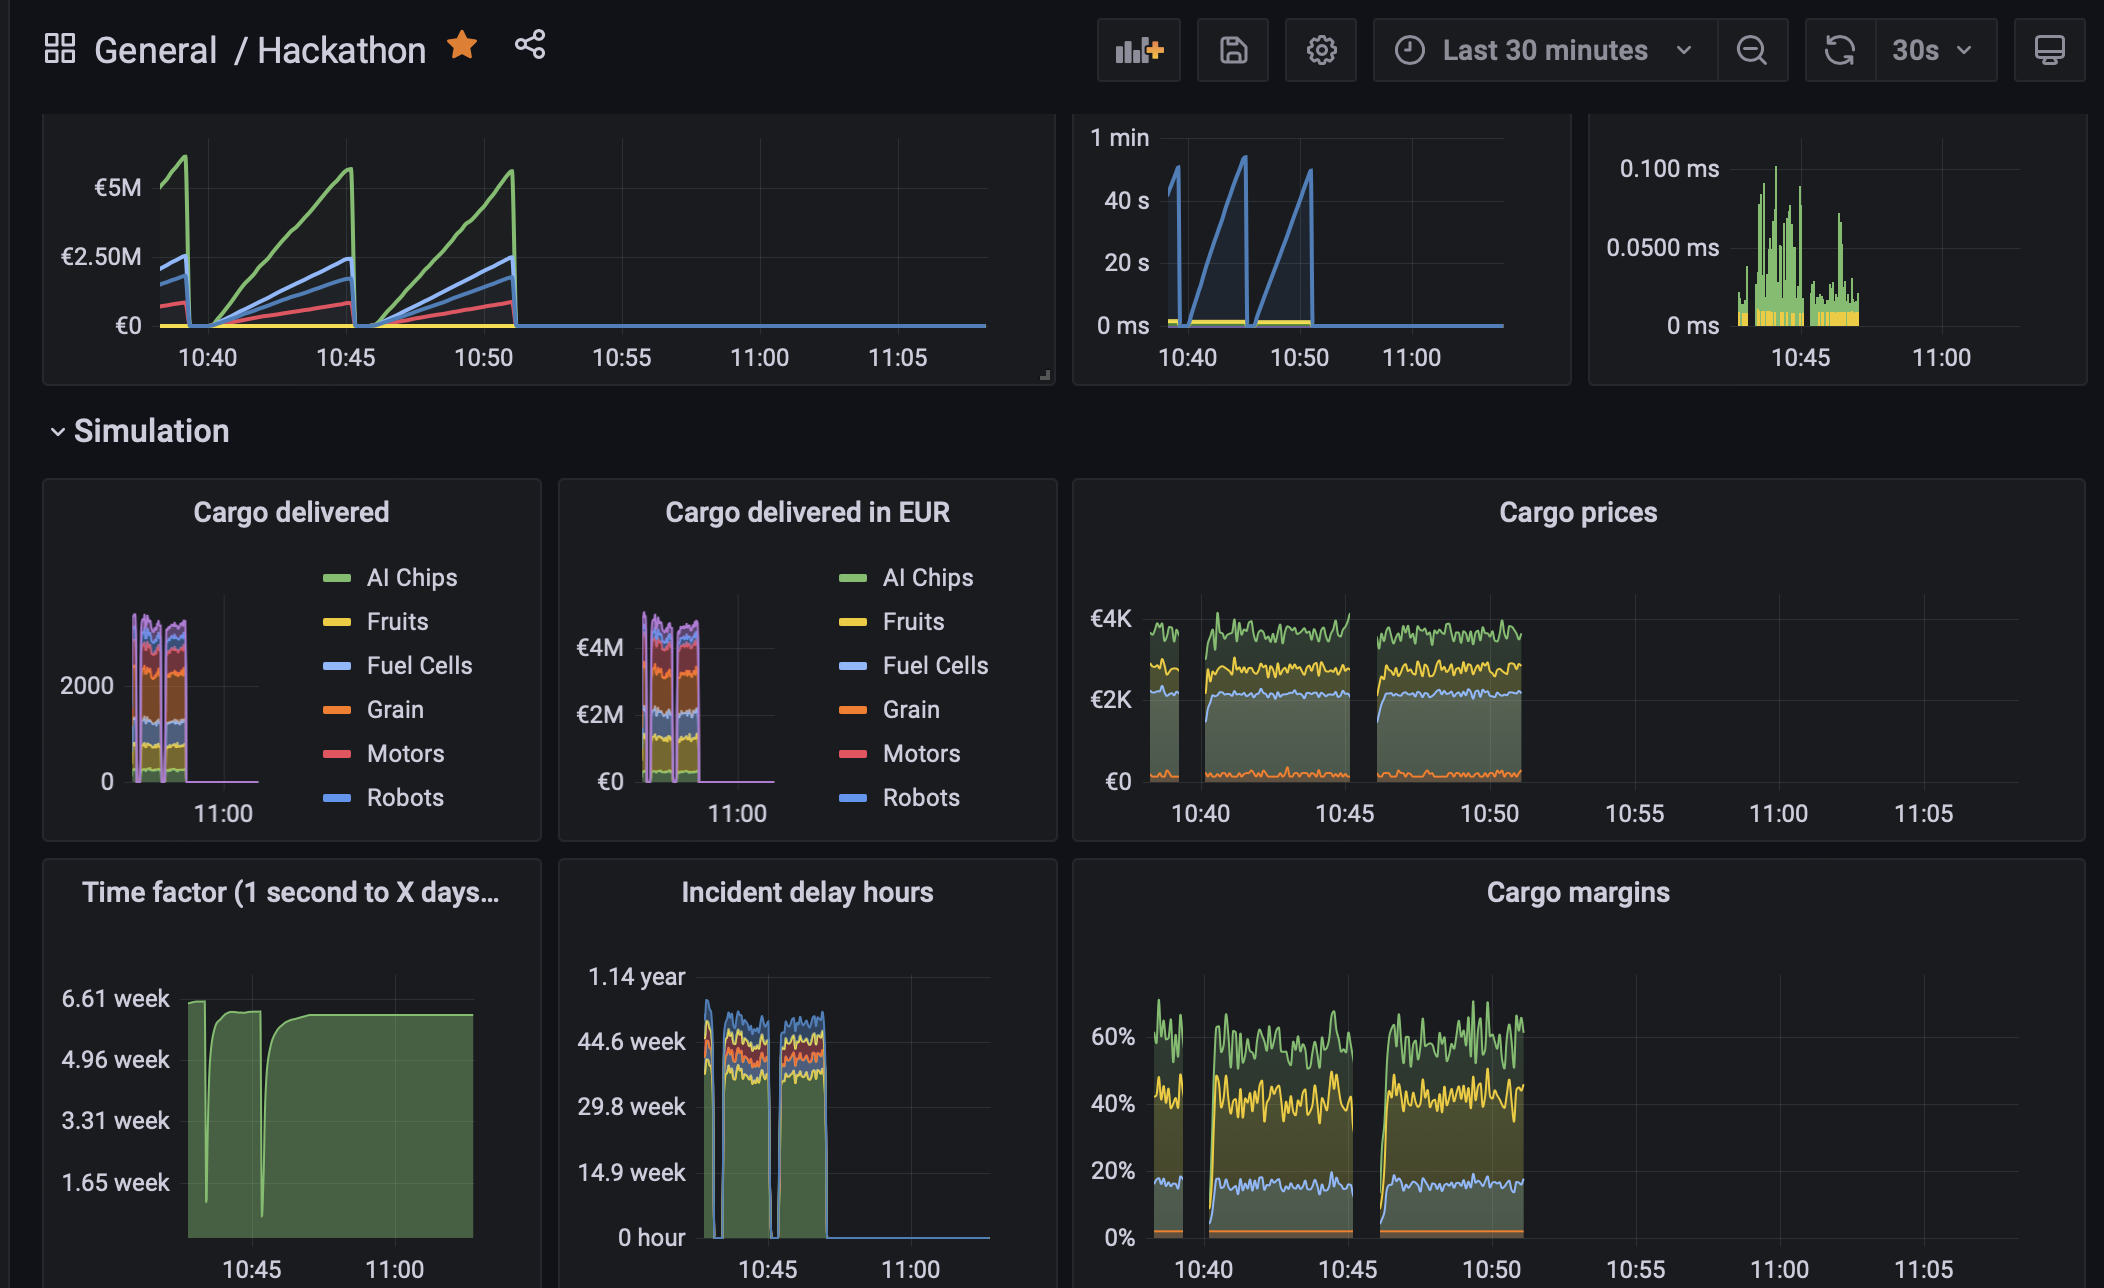 General / Hackathon
Last 30 minutes
30s
€5M
€2.50M
€0
10:40 10:45 10:50 10:55 11:00 11:05
1 min
40 s
20 s
0 ms
10:40 10:50 11:00
0.100 ms
0.0500 ms
0 ms
10:45 11:00
Simulation
Cargo delivered
2000
0
11:00
AI Chips
Fruits
Fuel Cells
Grain
Motors
Robots
Cargo delivered in EUR
€4M
€2M
€0
11:00
AI Chips
Fruits
Fuel Cells
Grain
Motors
Robots
Cargo prices
€4K
€2K
€0
10:40 10:45 10:50 10:55 11:00 11:05
Time factor (1 second to X days...
6.61 week
4.96 week
3.31 week
1.65 week
10:45 11:00
Incident delay hours
1.14 year
44.6 week
29.8 week
14.9 week
0 hour
10:45 11:00
Cargo margins
60%
40%
20%
0%
10:40 10:45 10:50 10:55 11:00 11:05